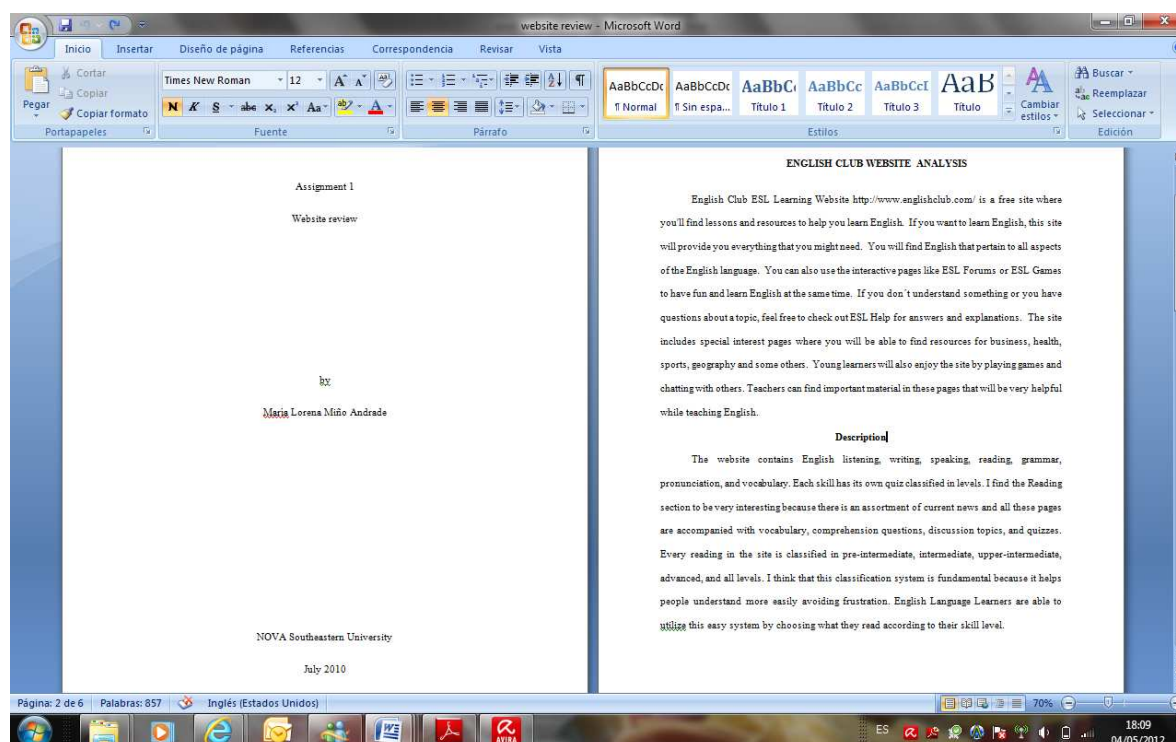 website review - Microsoft Word
Inicio Insertar Diseño de página Referencias Correspondencia Revisar Vista
Pegar
Cortar
Copiar
Copiar formato
Portapapeles
Times New Roman 12
N K S abe x₂ x² Aa A
Fuente
Párrafo
AaBbCcDc AaBbCcDc AaBbC AaBbCc AaBbCcI AaB
¶ Normal ¶ Sin espa... Título 1 Título 2 Título 3 Título
Cambiar estilos
Estilos
Buscar
Reemplazar
Seleccionar
Edición
Assignment 1
Website review
by
Maria Lorena Miño Andrade
NOVA Southeastern University
July 2010
ENGLISH CLUB WEBSITE ANALYSIS
English Club ESL Learning Website http://www.englishclub.com/ is a free site where
you'll find lessons and resources to help you learn English. If you want to learn English, this site
will provide you everything that you might need. You will find English that pertain to all aspects
of the English language. You can also use the interactive pages like ESL Forums or ESL Games
to have fun and learn English at the same time. If you don´t understand something or you have
questions about a topic, feel free to check out ESL Help for answers and explanations. The site
includes special interest pages where you will be able to find resources for business, health,
sports, geography and some others. Young learners will also enjoy the site by playing games and
chatting with others. Teachers can find important material in these pages that will be very helpful
while teaching English.
Description
The website contains English listening, writing, speaking, reading, grammar,
pronunciation, and vocabulary. Each skill has its own quiz classified in levels. I find the Reading
section to be very interesting because there is an assortment of current news and all these pages
are accompanied with vocabulary, comprehension questions, discussion topics, and quizzes.
Every reading in the site is classified in pre-intermediate, intermediate, upper-intermediate,
advanced, and all levels. I think that this classification system is fundamental because it helps
people understand more easily avoiding frustration. English Language Learners are able to
utilize this easy system by choosing what they read according to their skill level.
Página: 2 de 6 Palabras: 857 Inglés (Estados Unidos) 70%
AVIRA
ES
18:09
04/05/2012